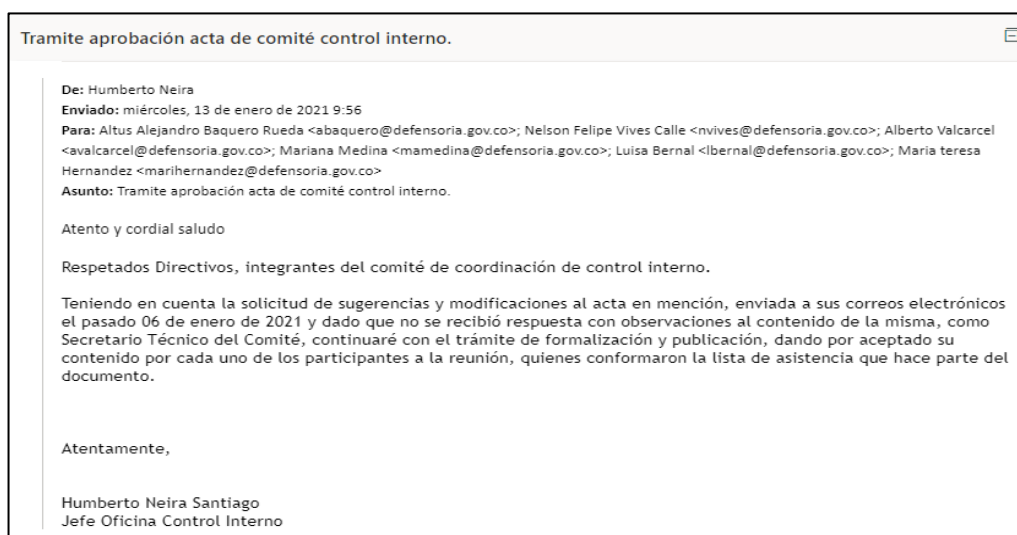 Tramite aprobación acta de comité control interno.
De: Humberto Neira
Enviado: miércoles, 13 de enero de 2021 9:56
Para: Altus Alejandro Baquero Rueda <abaquero@defensoria.gov.co>; Nelson Felipe Vives Calle <nvives@defensoria.gov.co>; Alberto Valcarcel
<avalcarcel@defensoria.gov.co>; Mariana Medina <mamedina@defensoria.gov.co>; Luisa Bernal <lbernal@defensoria.gov.co>; Maria teresa
Hernandez <marihernandez@defensoria.gov.co>
Asunto: Tramite aprobación acta de comité control interno.
Atento y cordial saludo
Respetados Directivos, integrantes del comité de coordinación de control interno.
Teniendo en cuenta la solicitud de sugerencias y modificaciones al acta en mención, enviada a sus correos electrónicos
el pasado 06 de enero de 2021 y dado que no se recibió respuesta con observaciones al contenido de la misma, como
Secretario Técnico del Comité, continuaré con el trámite de formalización y publicación, dando por aceptado su
contenido por cada uno de los participantes a la reunión, quienes conformaron la lista de asistencia que hace parte del
documento.
Atentamente,
Humberto Neira Santiago
Jefe Oficina Control Interno